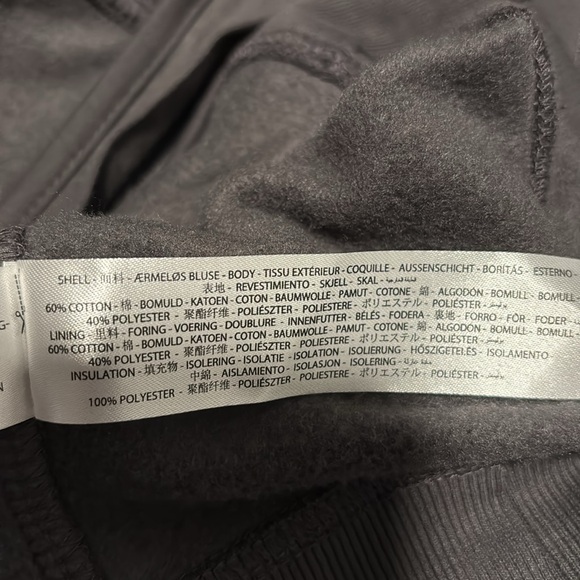 SHELL - 面料 - ÆRMELØS BLUSE - BODY - TISSU EXTÉRIEUR - COQUILLE - AUSSENSCHICHT - BORÍTÁS - ESTERNO -
表地 - REVESTIMIENTO - SKJELL - SKAL -
60% COTTON - 棉 - BOMULD - KATOEN - COTON - BAUMWOLLE - PAMUT - COTONE - 綿 - ALGODÓN - BOMULL - BOMULL
40% POLYESTER - 聚酯纤维 - POLIÉSZTER - POLIESTERE - ポリエステル - POLIÉSTER -
LINING - 里料 - FORING - VOERING - DOUBLURE - INNENFUTTER - BÉLÉS - FODERA - 裏地 - FORRO - FÔR - FODER -
60% COTTON - 棉 - BOMULD - KATOEN - COTON - BAUMWOLLE - PAMUT - COTONE - 綿 - ALGODÓN - BOMULL - BOMULL
40% POLYESTER - 聚酯纤维 - POLIÉSZTER - POLIESTERE - ポリエステル - POLIÉSTER -
INSULATION - 填充物 - ISOLERING - ISOLATIE - ISOLATION - ISOLIERUNG - HŐSZIGETELÉS - ISOLAMENTO
中綿 - AISLAMIENTO - ISOLASJON - ISOLERING -
100% POLYESTER - 聚酯纤维 - POLIÉSZTER - POLIESTERE - ポリエステル - POLIÉSTER -